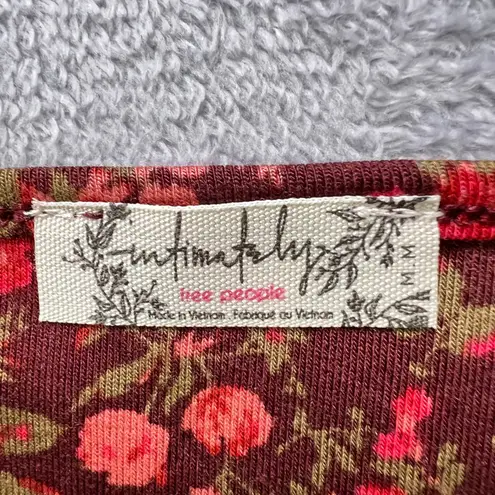 intimately
free people
Made in Vietnam . Fabriqué au Vietnam
M M